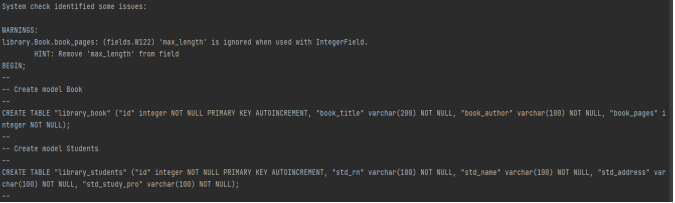 System check identified some issues:
WARNINGS:
library.Book.book_pages: (fields.W122) 'max_length' is ignored when used with IntegerField.
HINT: Remove 'max_length' from field
BEGIN;
--
-- Create model Book
--
CREATE TABLE "library_book" ("id" integer NOT NULL PRIMARY KEY AUTOINCREMENT, "book_title" varchar(200) NOT NULL, "book_author" varchar(100) NOT NULL, "book_pages" i
nteger NOT NULL);
--
-- Create model Students
--
CREATE TABLE "library_students" ("id" integer NOT NULL PRIMARY KEY AUTOINCREMENT, "std_rn" varchar(100) NOT NULL, "std_name" varchar(100) NOT NULL, "std_address" var
char(100) NOT NULL, "std_study_pro" varchar(100) NOT NULL);
--